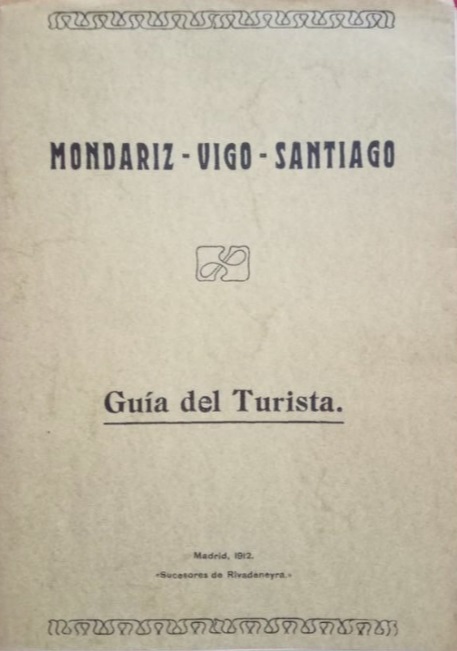 MONDARIZ - VIGO - SANTIAGO
Guía del Turista.
Madrid, 1912.
«Sucesores de Rivadeneyra.»